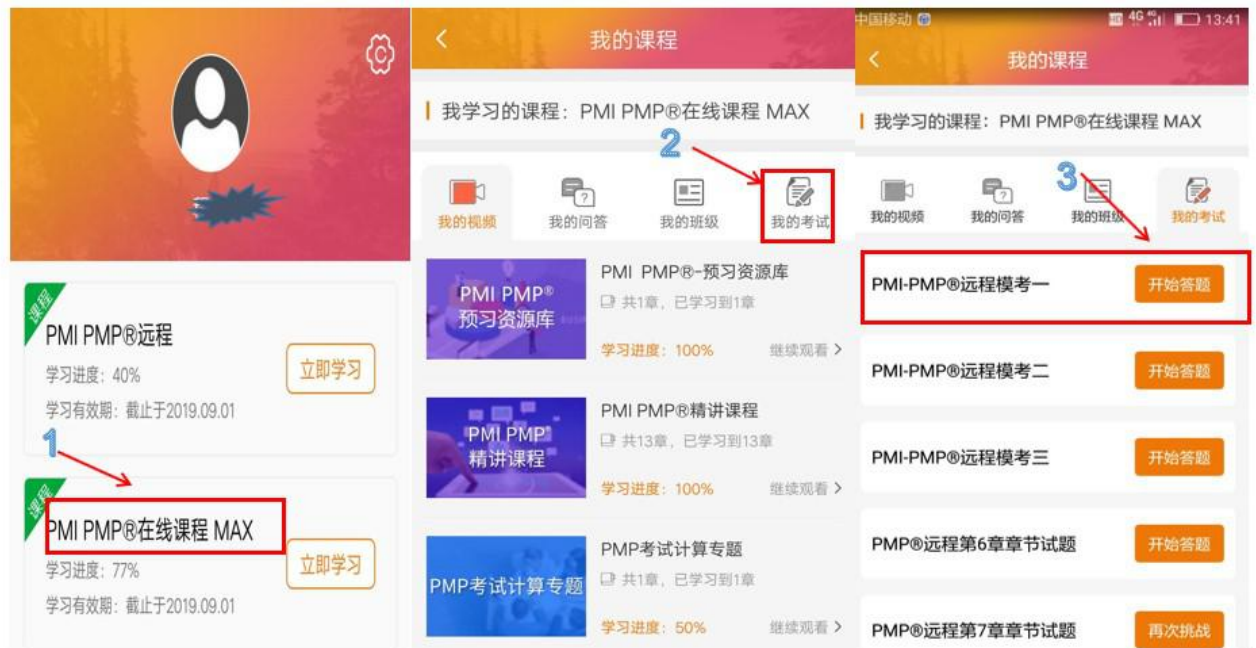 课程
PMI PMP®远程
学习进度：40%
立即学习
学习有效期：截止于2019.09.01
1
课程
PMI PMP®在线课程 MAX
学习进度：77%
立即学习
学习有效期：截止于2019.09.01
我的课程
我学习的课程：PMI PMP®在线课程 MAX
2
我的视频 我的问答 我的班级 我的考试
PMI PMP®
预习资源库
PMI PMP®-预习资源库
共1章，已学习到1章
学习进度：100% 继续观看
PMI PMP®
精讲课程
PMI PMP®精讲课程
共13章，已学习到13章
学习进度：100% 继续观看
PMP考试计算专题
PMP考试计算专题
共1章，已学习到1章
学习进度：50% 继续观看
中国移动 HD 4G 4G 13:41
我的课程
我学习的课程：PMI PMP®在线课程 MAX
3
我的视频 我的问答 我的班级 我的考试
PMI-PMP®远程模考一 开始答题
PMI-PMP®远程模考二 开始答题
PMI-PMP®远程模考三 开始答题
PMP®远程第6章章节试题 开始答题
PMP®远程第7章章节试题 再次挑战